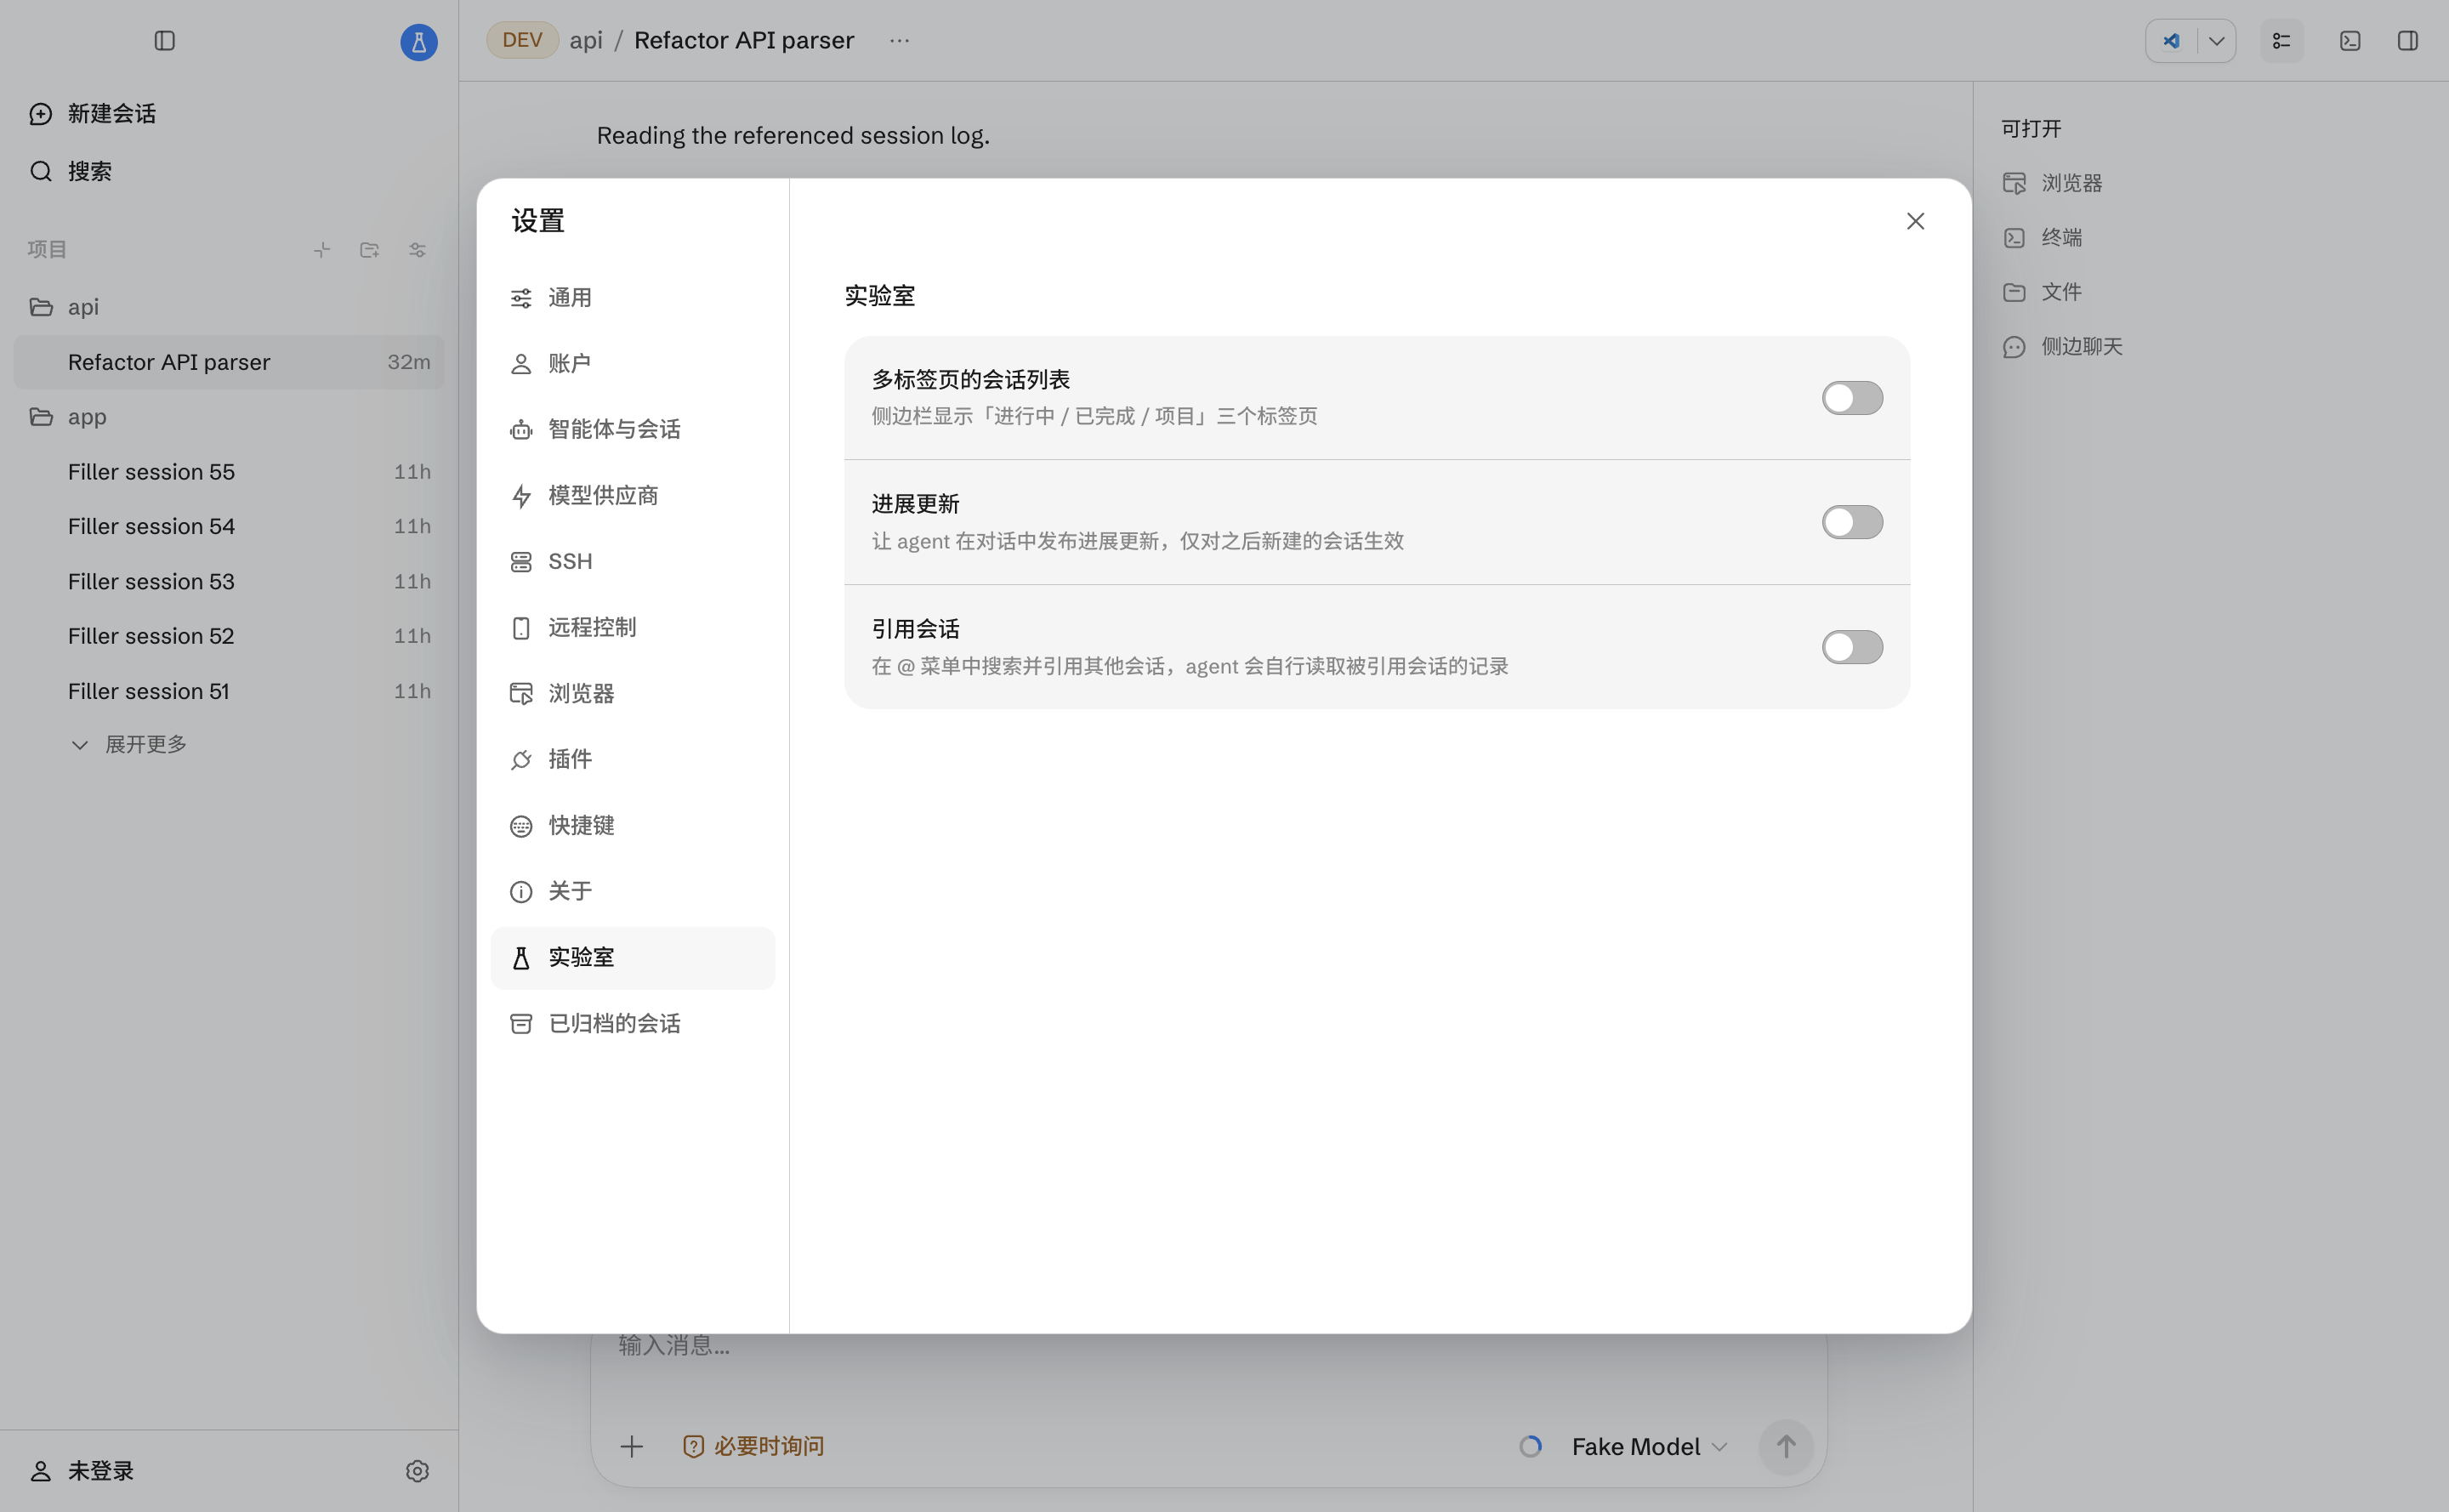 DEV api / Refactor API parser
新建会话
搜索
项目
api
Refactor API parser 32m
app
Filler session 55 11h
Filler session 54 11h
Filler session 53 11h
Filler session 52 11h
Filler session 51 11h
展开更多
未登录
Reading the referenced session log.
设置
通用
账户
智能体与会话
模型供应商
SSH
远程控制
浏览器
插件
快捷键
关于
实验室
已归档的会话
实验室
多标签页的会话列表
侧边栏显示「进行中 / 已完成 / 项目」三个标签页
进展更新
让 agent 在对话中发布进展更新，仅对之后新建的会话生效
引用会话
在 @ 菜单中搜索并引用其他会话，agent 会自行读取被引用会话的记录
输入消息...
必要时询问
Fake Model
可打开
浏览器
终端
文件
侧边聊天